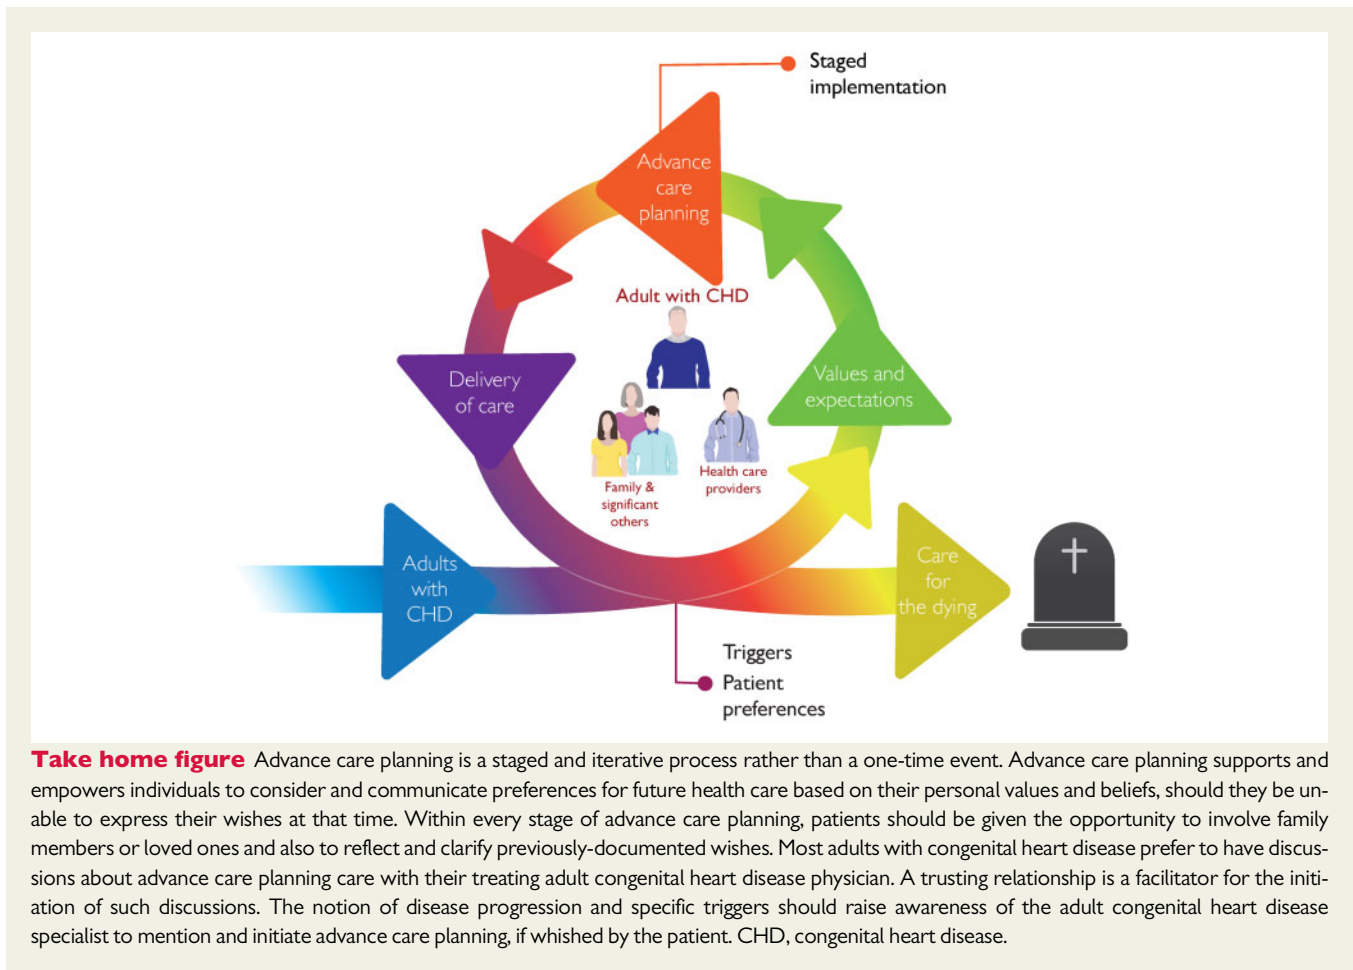 Staged
implementation
Advance
care
planning
Adult with CHD
Delivery
of care
Values and
expectations
Family &
significant
others
Health care
providers
Adults
with
CHD
Care
for
the dying
Triggers
Patient
preferences
Take home figure Advance care planning is a staged and iterative process rather than a one-time event. Advance care planning supports and
empowers individuals to consider and communicate preferences for future health care based on their personal values and beliefs, should they be un-
able to express their wishes at that time. Within every stage of advance care planning, patients should be given the opportunity to involve family
members or loved ones and also to reflect and clarify previously-documented wishes. Most adults with congenital heart disease prefer to have discus-
sions about advance care planning care with their treating adult congenital heart disease physician. A trusting relationship is a facilitator for the initi-
ation of such discussions. The notion of disease progression and specific triggers should raise awareness of the adult congenital heart disease
specialist to mention and initiate advance care planning, if whished by the patient. CHD, congenital heart disease.